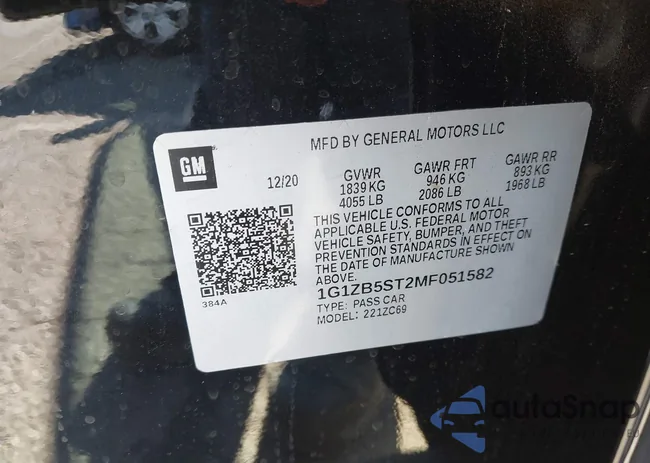 MFD BY GENERAL MOTORS LLC
GM
12/20
GVWR
1839 KG
4055 LB
GAWR FRT
946 KG
2086 LB
GAWR RR
893 KG
1968 LB
THIS VEHICLE CONFORMS TO ALL
APPLICABLE U.S. FEDERAL MOTOR
VEHICLE SAFETY, BUMPER, AND THEFT
PREVENTION STANDARDS IN EFFECT ON
THE DATE OF MANUFACTURE SHOWN
ABOVE.
384A
1G1ZB5ST2MF051582
TYPE: PASS CAR
MODEL: 221ZC69
autoSnap